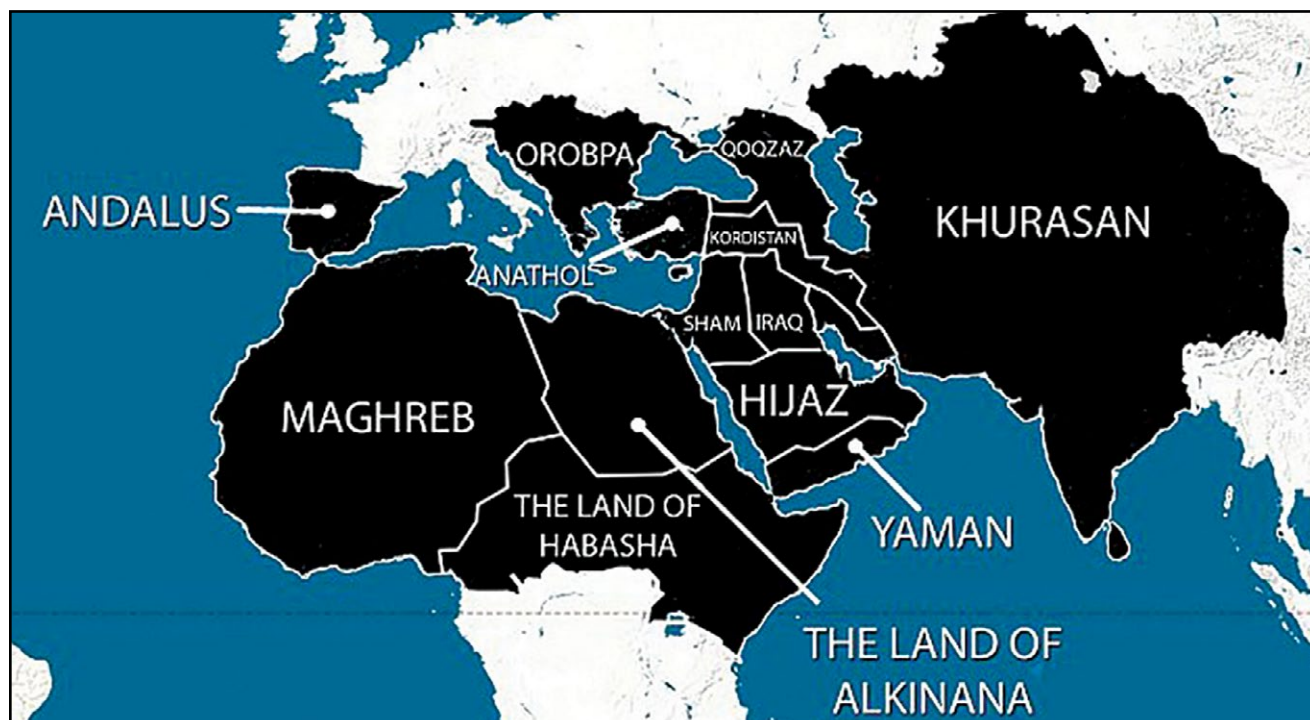 OROBPA
QOQZAZ
ANDALUS
KHURASAN
KORDISTAN
ANATHOL
SHAM
IRAQ
HIJAZ
MAGHREB
THE LAND OF
HABASHA
YAMAN
THE LAND OF
ALKINANA